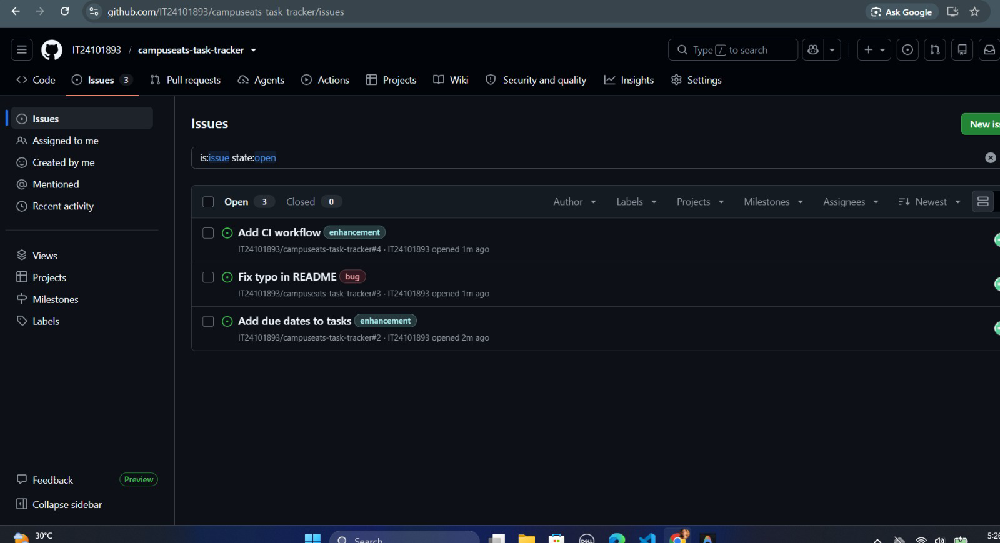 github.com/IT24101893/campuseats-task-tracker/issues
Ask Google
IT24101893 / campuseats-task-tracker
Type / to search
Code
Issues 3
Pull requests
Agents
Actions
Projects
Wiki
Security and quality
Insights
Settings
Issues
Assigned to me
Created by me
Mentioned
Recent activity
Views
Projects
Milestones
Labels
Feedback
Preview
Collapse sidebar
Issues
New iss
is:issue state:open
Open 3 Closed 0 Author Labels Projects Milestones Assignees Newest
Add CI workflow enhancement
IT24101893/campuseats-task-tracker#4 · IT24101893 opened 1m ago
Fix typo in README bug
IT24101893/campuseats-task-tracker#3 · IT24101893 opened 1m ago
Add due dates to tasks enhancement
IT24101893/campuseats-task-tracker#2 · IT24101893 opened 2m ago
30°C
Search
DELL
5:26